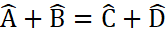 Â + B̂ = Ĉ + D̂